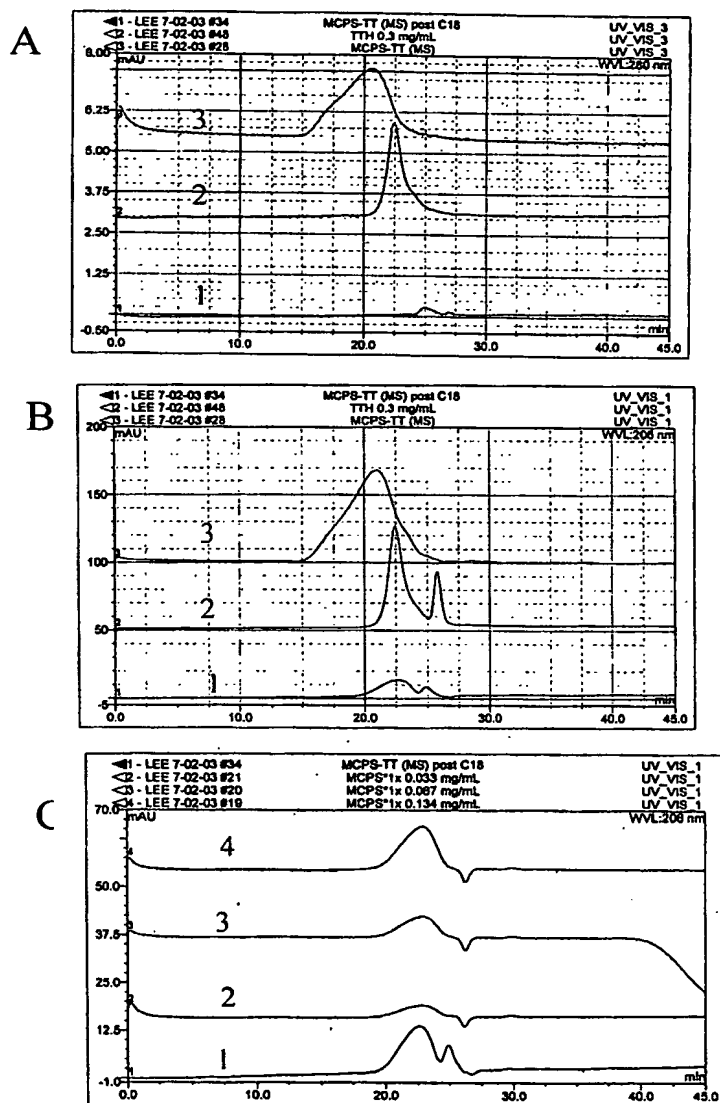 A
1 - LEE 7-02-03 #34 MCPS-TT (MS) post C18 UV_VIS_3
2 - LEE 7-02-03 #48 TTH 0.3 mg/mL UV_VIS_3
3 - LEE 7-02-03 #28 MCPS-TT (MS) UV_VIS_3
8.00 mAU WVL:280 nm
6.25
3
5.00
3.75 2
2
2.50
1.25
1
1
-0.50 min
0.0 10.0 20.0 30.0 45.0
B
1 - LEE 7-02-03 #34 MCPS-TT (MS) post C18 UV_VIS_1
2 - LEE 7-02-03 #48 TTH 0.3 mg/mL UV_VIS_1
3 - LEE 7-02-03 #28 MCPS-TT (MS) UV_VIS_1
200 mAU WVL:206 nm
150
3
100
2
50
1
-5 min
0.0 10.0 20.0 30.0 45.0
C
1 - LEE 7-02-03 #34 MCPS-TT (MS) post C18 UV_VIS_1
2 - LEE 7-02-03 #21 MCPS*1x 0.033 mg/mL UV_VIS_1
3 - LEE 7-02-03 #20 MCPS*1x 0.067 mg/mL UV_VIS_1
4 - LEE 7-02-03 #19 MCPS*1x 0.134 mg/mL UV_VIS_1
70.0 mAU WVL:206 nm
4
50.0
3
37.5
25.0
2
12.5
1
-1.0 min
0.0 10.0 20.0 30.0 45.0